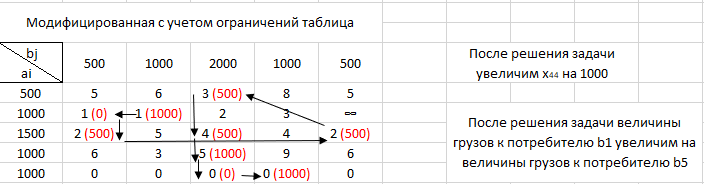 Модифицированная с учетом ограничений таблица
bj
ai
500 1000 2000 1000 500
500 5 6 3 (500) 8 5
1000 1 (0) 1 (1000) 2 3 ∞
1500 2 (500) 5 4 (500) 4 2 (500)
1000 6 3 5 (1000) 9 6
1000 0 0 0 (0) 0 (1000) 0
После решения задачи
увеличим x₄₄ на 1000
После решения задачи величины
грузов к потребителю b1 увеличим на
величины грузов к потребителю b5